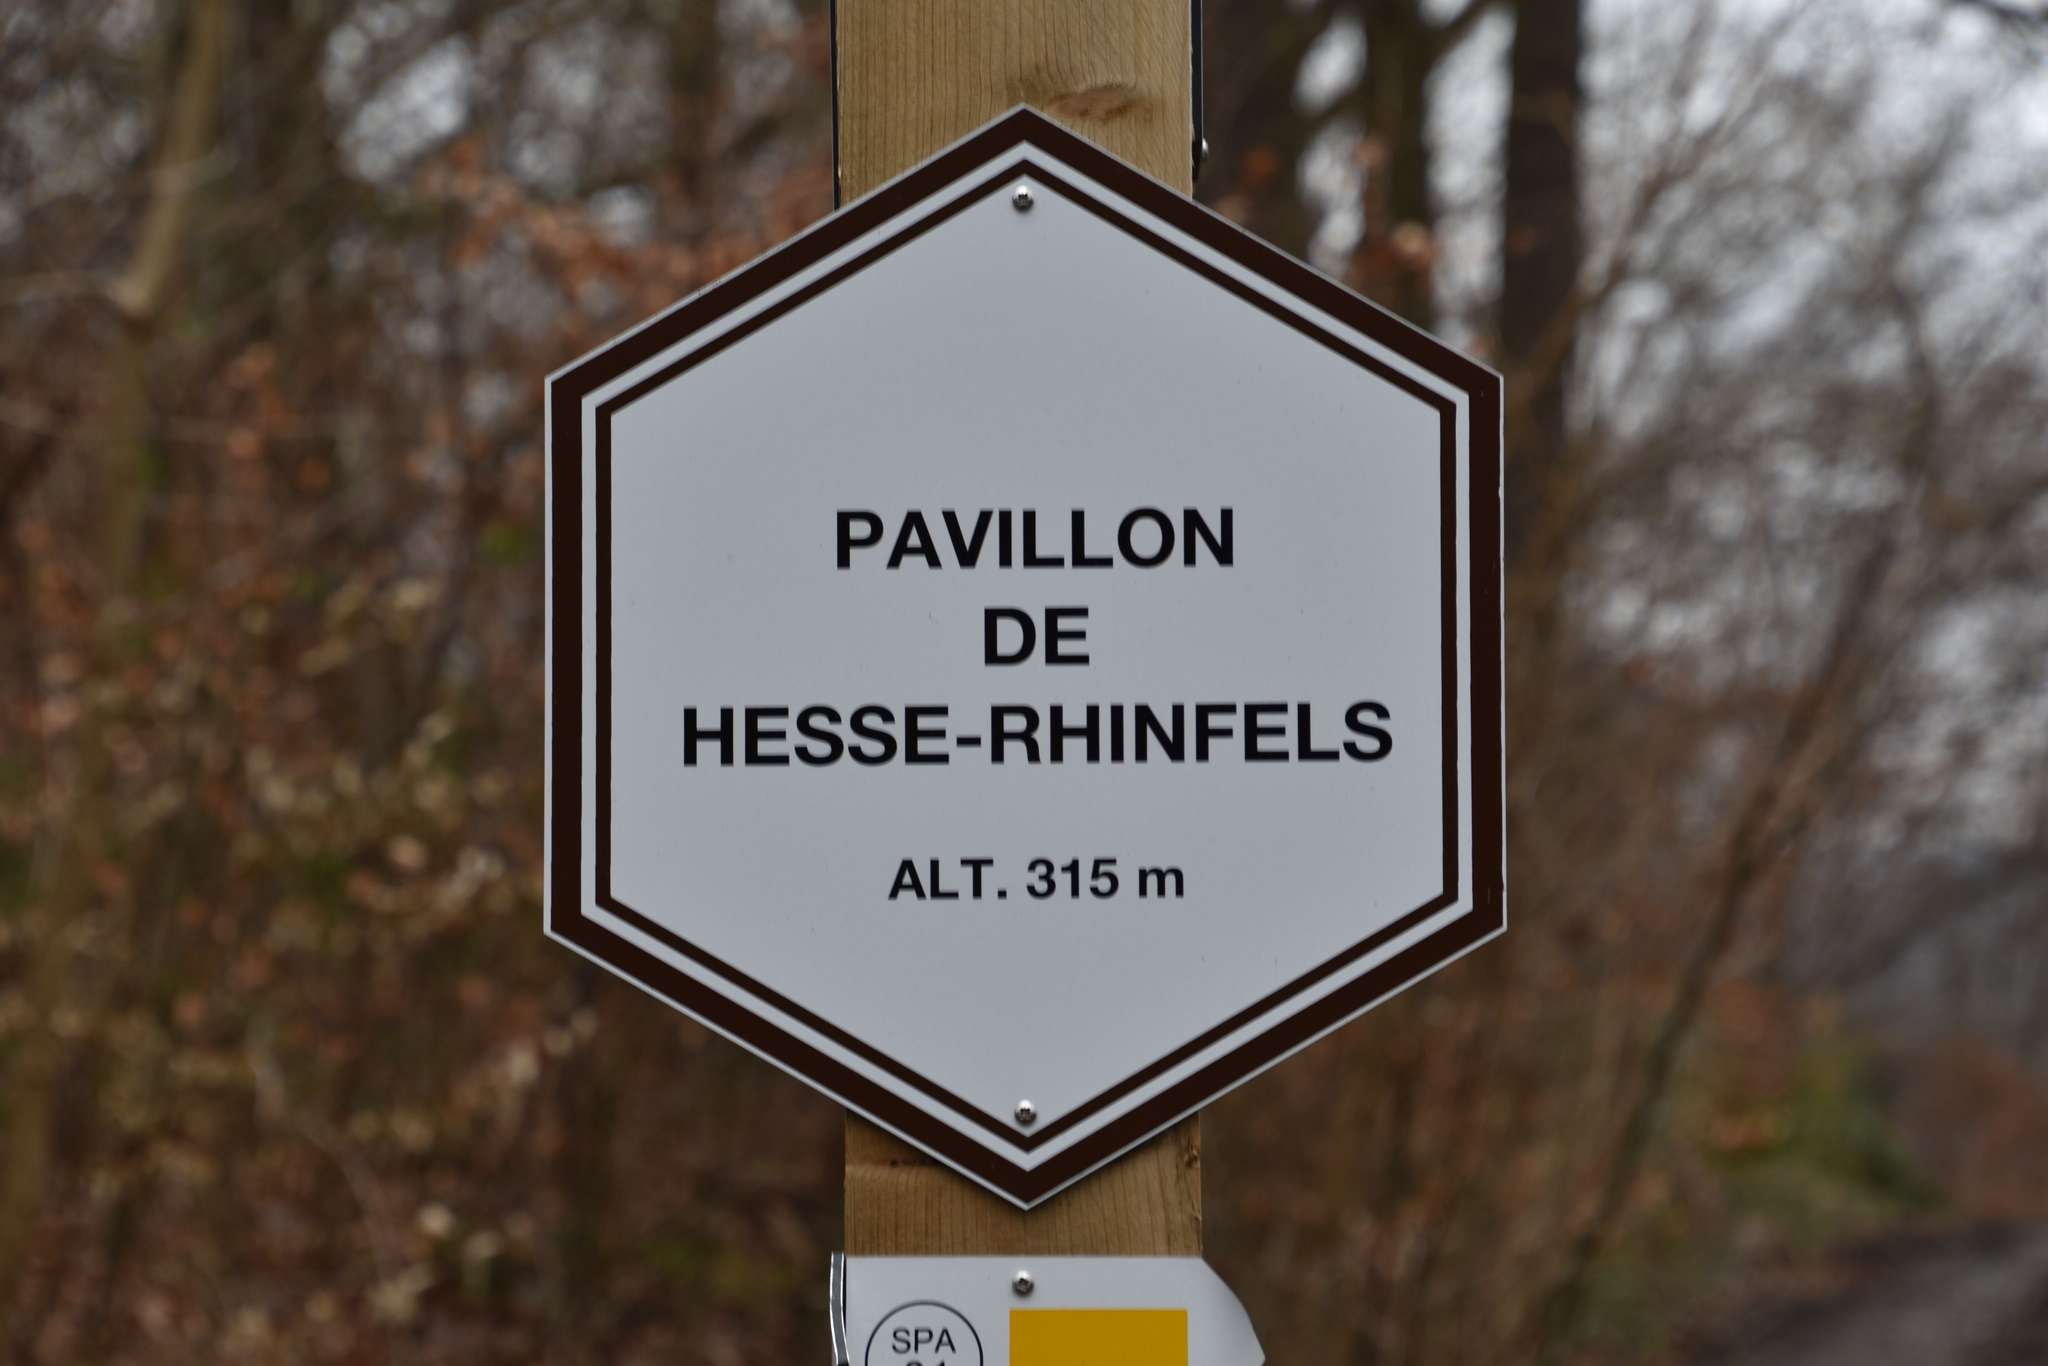 PAVILLON
DE
HESSE-RHINFELS
ALT. 315 m
SPA